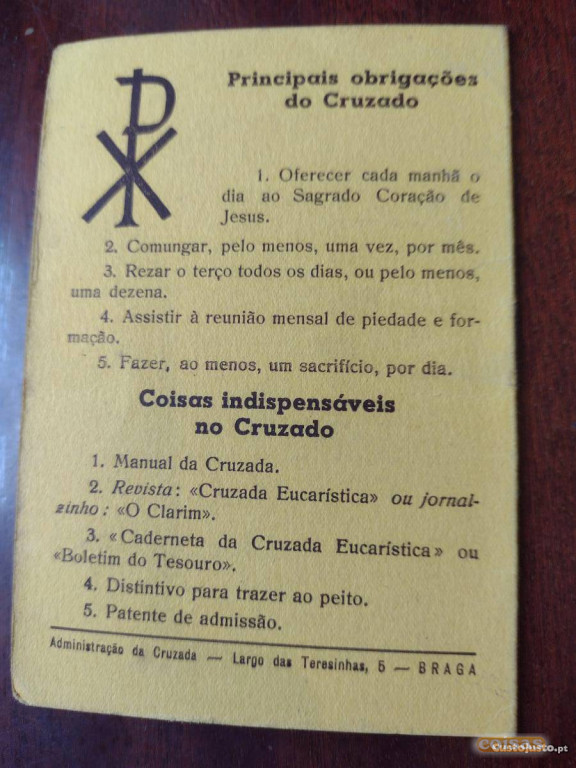 Principais obrigações
do Cruzado
1. Oferecer cada manhã o
dia ao Sagrado Coração de
Jesus.
2. Comungar, pelo menos, uma vez, por mês.
3. Rezar o terço todos os dias, ou pelo menos,
uma dezena.
4. Assistir à reunião mensal de piedade e for-
mação.
5. Fazer, ao menos, um sacrifício, por dia.
Coisas indispensáveis
no Cruzado
1. Manual da Cruzada.
2. Revista: «Cruzada Eucarística» ou jornal-
zinho: «O Clarim».
3. «Caderneta da Cruzada Eucarística» ou
«Boletim do Tesouro».
4. Distintivo para trazer ao peito.
5. Patente de admissão.
Administração da Cruzada — Largo das Teresinhas, 5 — BRAGA
coisas
CustoJusto.pt